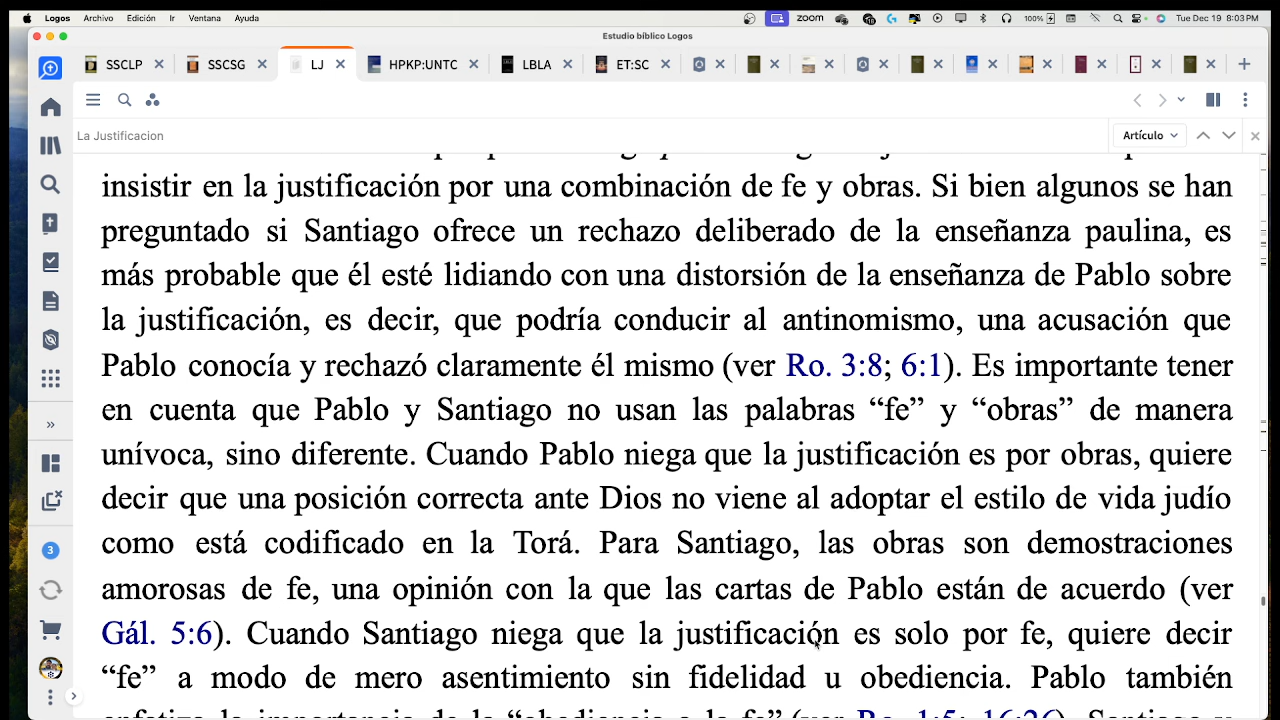 Logos Archivo Edición Ir Ventana Ayuda zoom 100% Tue Dec 19 8:03 PM
Estudio bíblico Logos
SSCLP SSCSG LJ HPKP:UNTC LBLA ET:SC
La Justificacion Artículo
insistir en la justificación por una combinación de fe y obras. Si bien algunos se han
preguntado si Santiago ofrece un rechazo deliberado de la enseñanza paulina, es
más probable que él esté lidiando con una distorsión de la enseñanza de Pablo sobre
la justificación, es decir, que podría conducir al antinomismo, una acusación que
Pablo conocía y rechazó claramente él mismo (ver Ro. 3:8; 6:1). Es importante tener
en cuenta que Pablo y Santiago no usan las palabras “fe” y “obras” de manera
unívoca, sino diferente. Cuando Pablo niega que la justificación es por obras, quiere
decir que una posición correcta ante Dios no viene al adoptar el estilo de vida judío
como está codificado en la Torá. Para Santiago, las obras son demostraciones
amorosas de fe, una opinión con la que las cartas de Pablo están de acuerdo (ver
Gál. 5:6). Cuando Santiago niega que la justificación es solo por fe, quiere decir
“fe” a modo de mero asentimiento sin fidelidad u obediencia. Pablo también
3